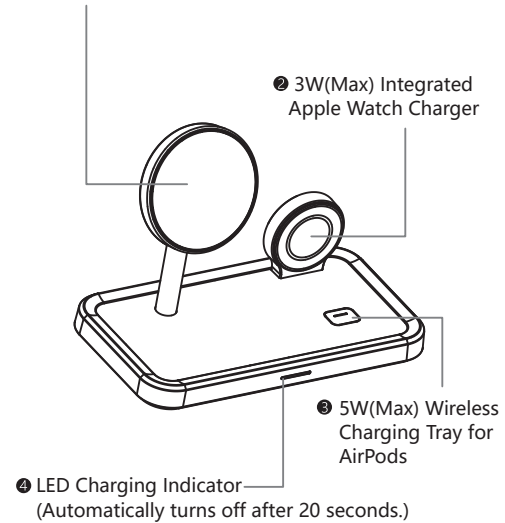 ❷ 3W(Max) Integrated
Apple Watch Charger
❸ 5W(Max) Wireless
Charging Tray for
AirPods
❹ LED Charging Indicator
(Automatically turns off after 20 seconds.)